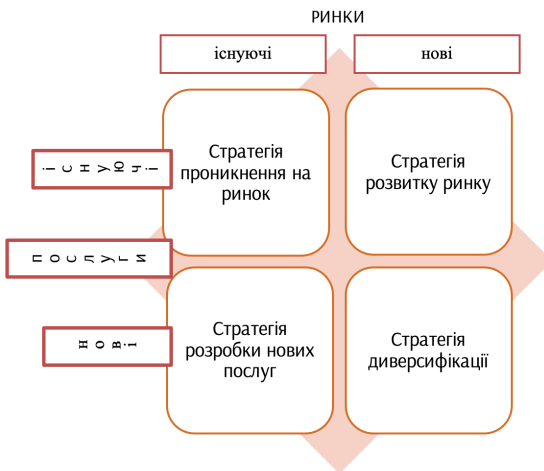 РИНКИ
існуючі
нові
існуючі
Стратегія
проникнення на
ринок
Стратегія
розвитку ринку
послуги
нові
Стратегія
розробки нових
послуг
Стратегія
диверсифікації